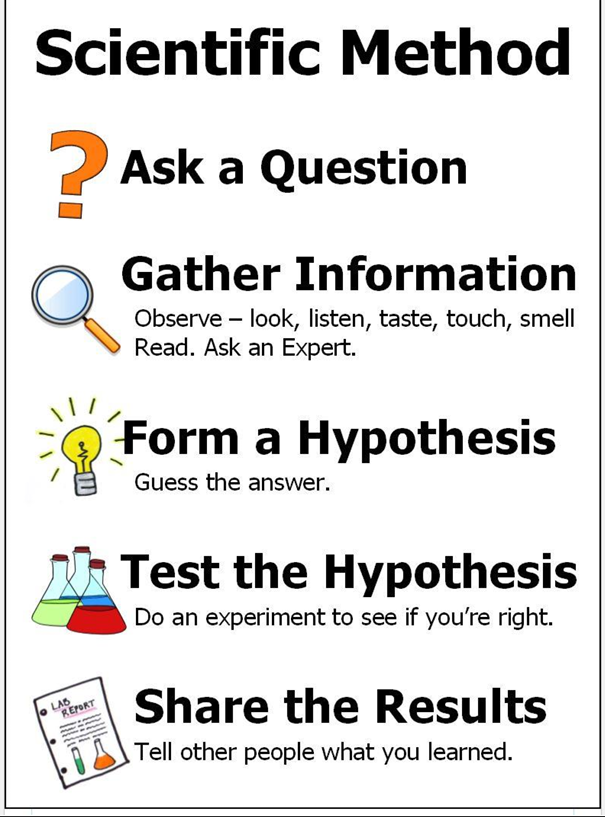 Scientific Method
?
Ask a Question
Gather Information
Observe – look, listen, taste, touch, smell
Read. Ask an Expert.
Form a Hypothesis
Guess the answer.
Test the Hypothesis
Do an experiment to see if you're right.
LAB
REPORT
Share the Results
Tell other people what you learned.